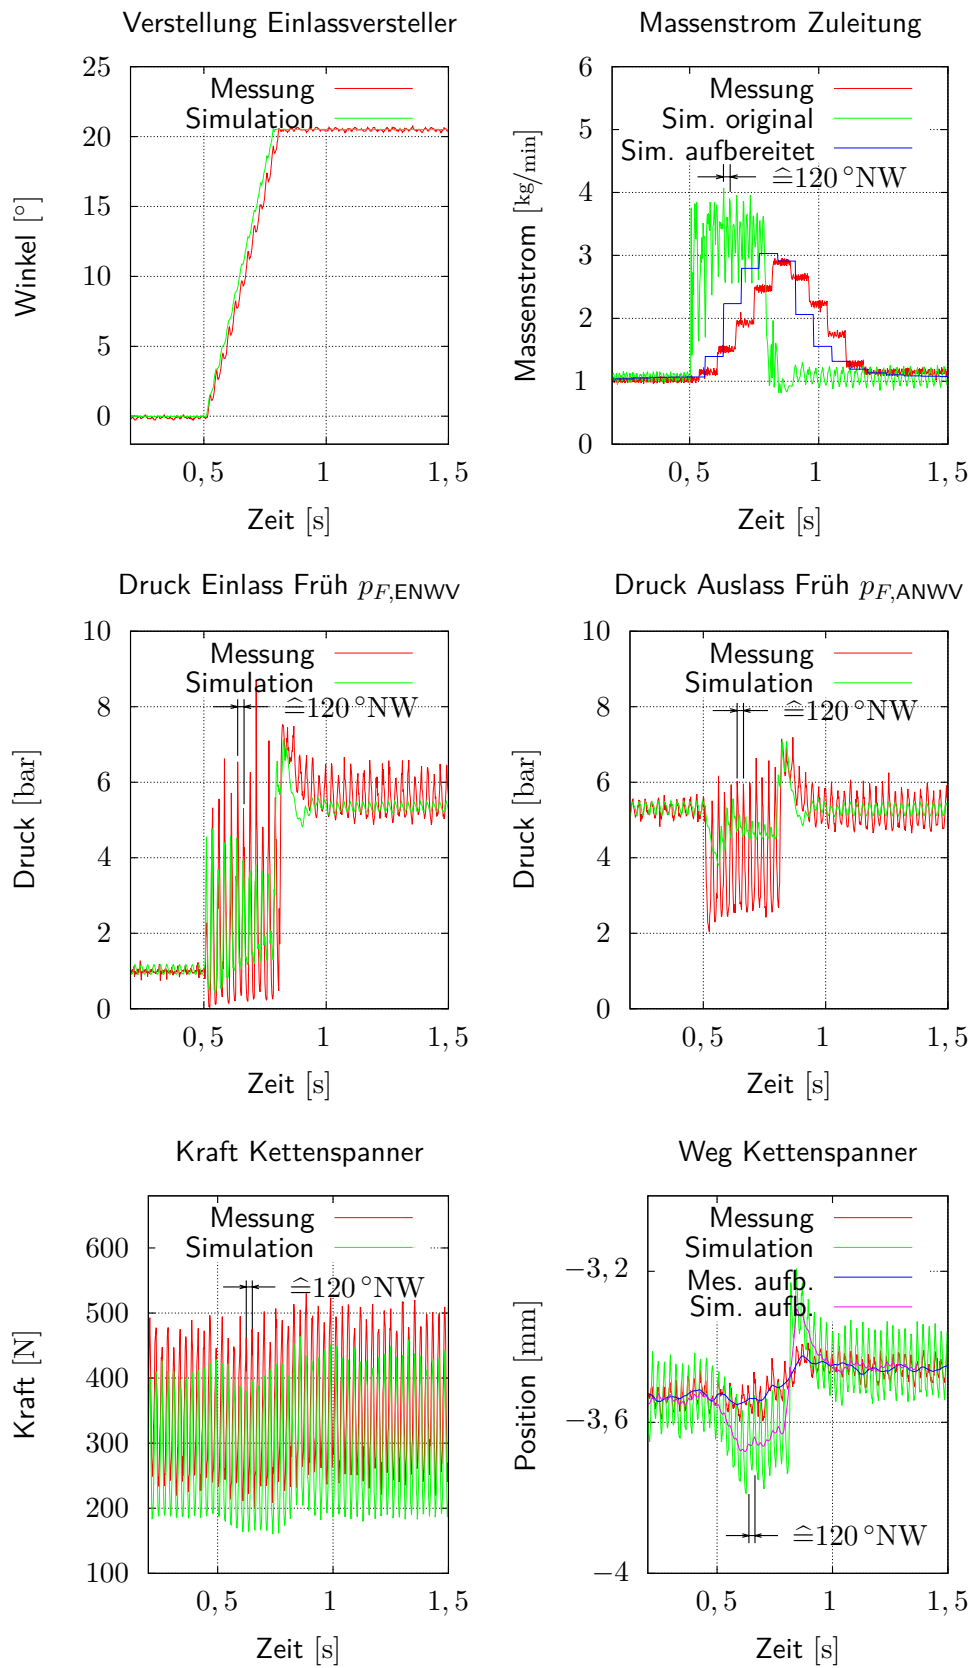 Verstellung Einlassversteller
25
20
15
10
5
0
Winkel [°]
Messung
Simulation
0,5
1
1,5
Zeit [s]
Massenstrom Zuleitung
6
5
4
3
2
1
0
Massenstrom [kg/min]
Messung
Sim. original
Sim. aufbereitet
≙120 °NW
0,5
1
1,5
Zeit [s]
Druck Einlass Früh pF,ENWV
10
8
6
4
2
0
Druck [bar]
Messung
Simulation
≙120 °NW
0,5
1
1,5
Zeit [s]
Druck Auslass Früh pF,ANWV
10
8
6
4
2
0
Druck [bar]
Messung
Simulation
≙120 °NW
0,5
1
1,5
Zeit [s]
Kraft Kettenspanner
600
500
400
300
200
100
Kraft [N]
Messung
Simulation
≙120 °NW
0,5
1
1,5
Zeit [s]
Weg Kettenspanner
−3,2
−3,6
−4
Position [mm]
Messung
Simulation
Mes. aufb.
Sim. aufb.
≙120 °NW
0,5
1
1,5
Zeit [s]